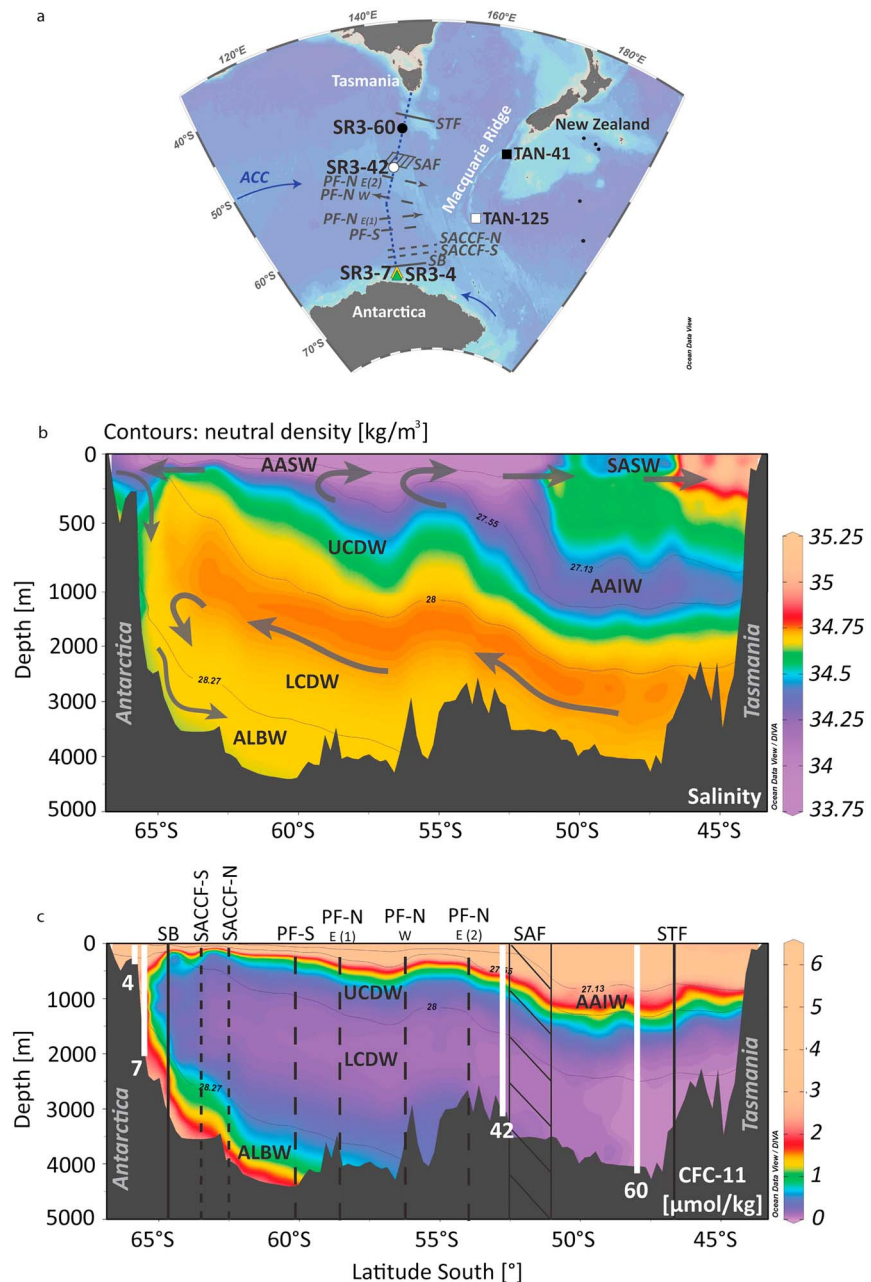 a
140°E
160°E
120°E
180°E
Tasmania
STF
SR3-60
New Zealand
40°S
Macquarie Ridge
TAN-41
SR3-42
SAF
ACC
PF-N E(2)
PF-N W
50°S
PF-N E(1)
TAN-125
PF-S
SACCF-N
SACCF-S
SB
SR3-7
SR3-4
60°S
Antarctica
70°S
Ocean Data View
b
Contours: neutral density [kg/m³]
0
AASW
SASW
500
27.55
UCDW
27.13
35.25
1000
AAIW
35
28
Depth [m]
2000
34.75
Antarctica
Tasmania
34.5
LCDW
28.27
3000
34.25
ALBW
4000
34
Ocean Data View / DIVA
Salinity
33.75
5000
65°S
60°S
55°S
50°S
45°S
c
SACCF-S
SACCF-N
SB
PF-S
PF-N E (1)
PF-N W
PF-N E (2)
SAF
STF
0
4
27.55
27.13
6
UCDW
AAIW
1000
28
5
7
Depth [m]
2000
LCDW
4
Antarctica
Tasmania
28.27
3000
3
42
ALBW
2
4000
60
CFC-11
1
[µmol/kg]
Ocean Data View / DIVA
5000
0
65°S
60°S
55°S
50°S
45°S
Latitude South [°]